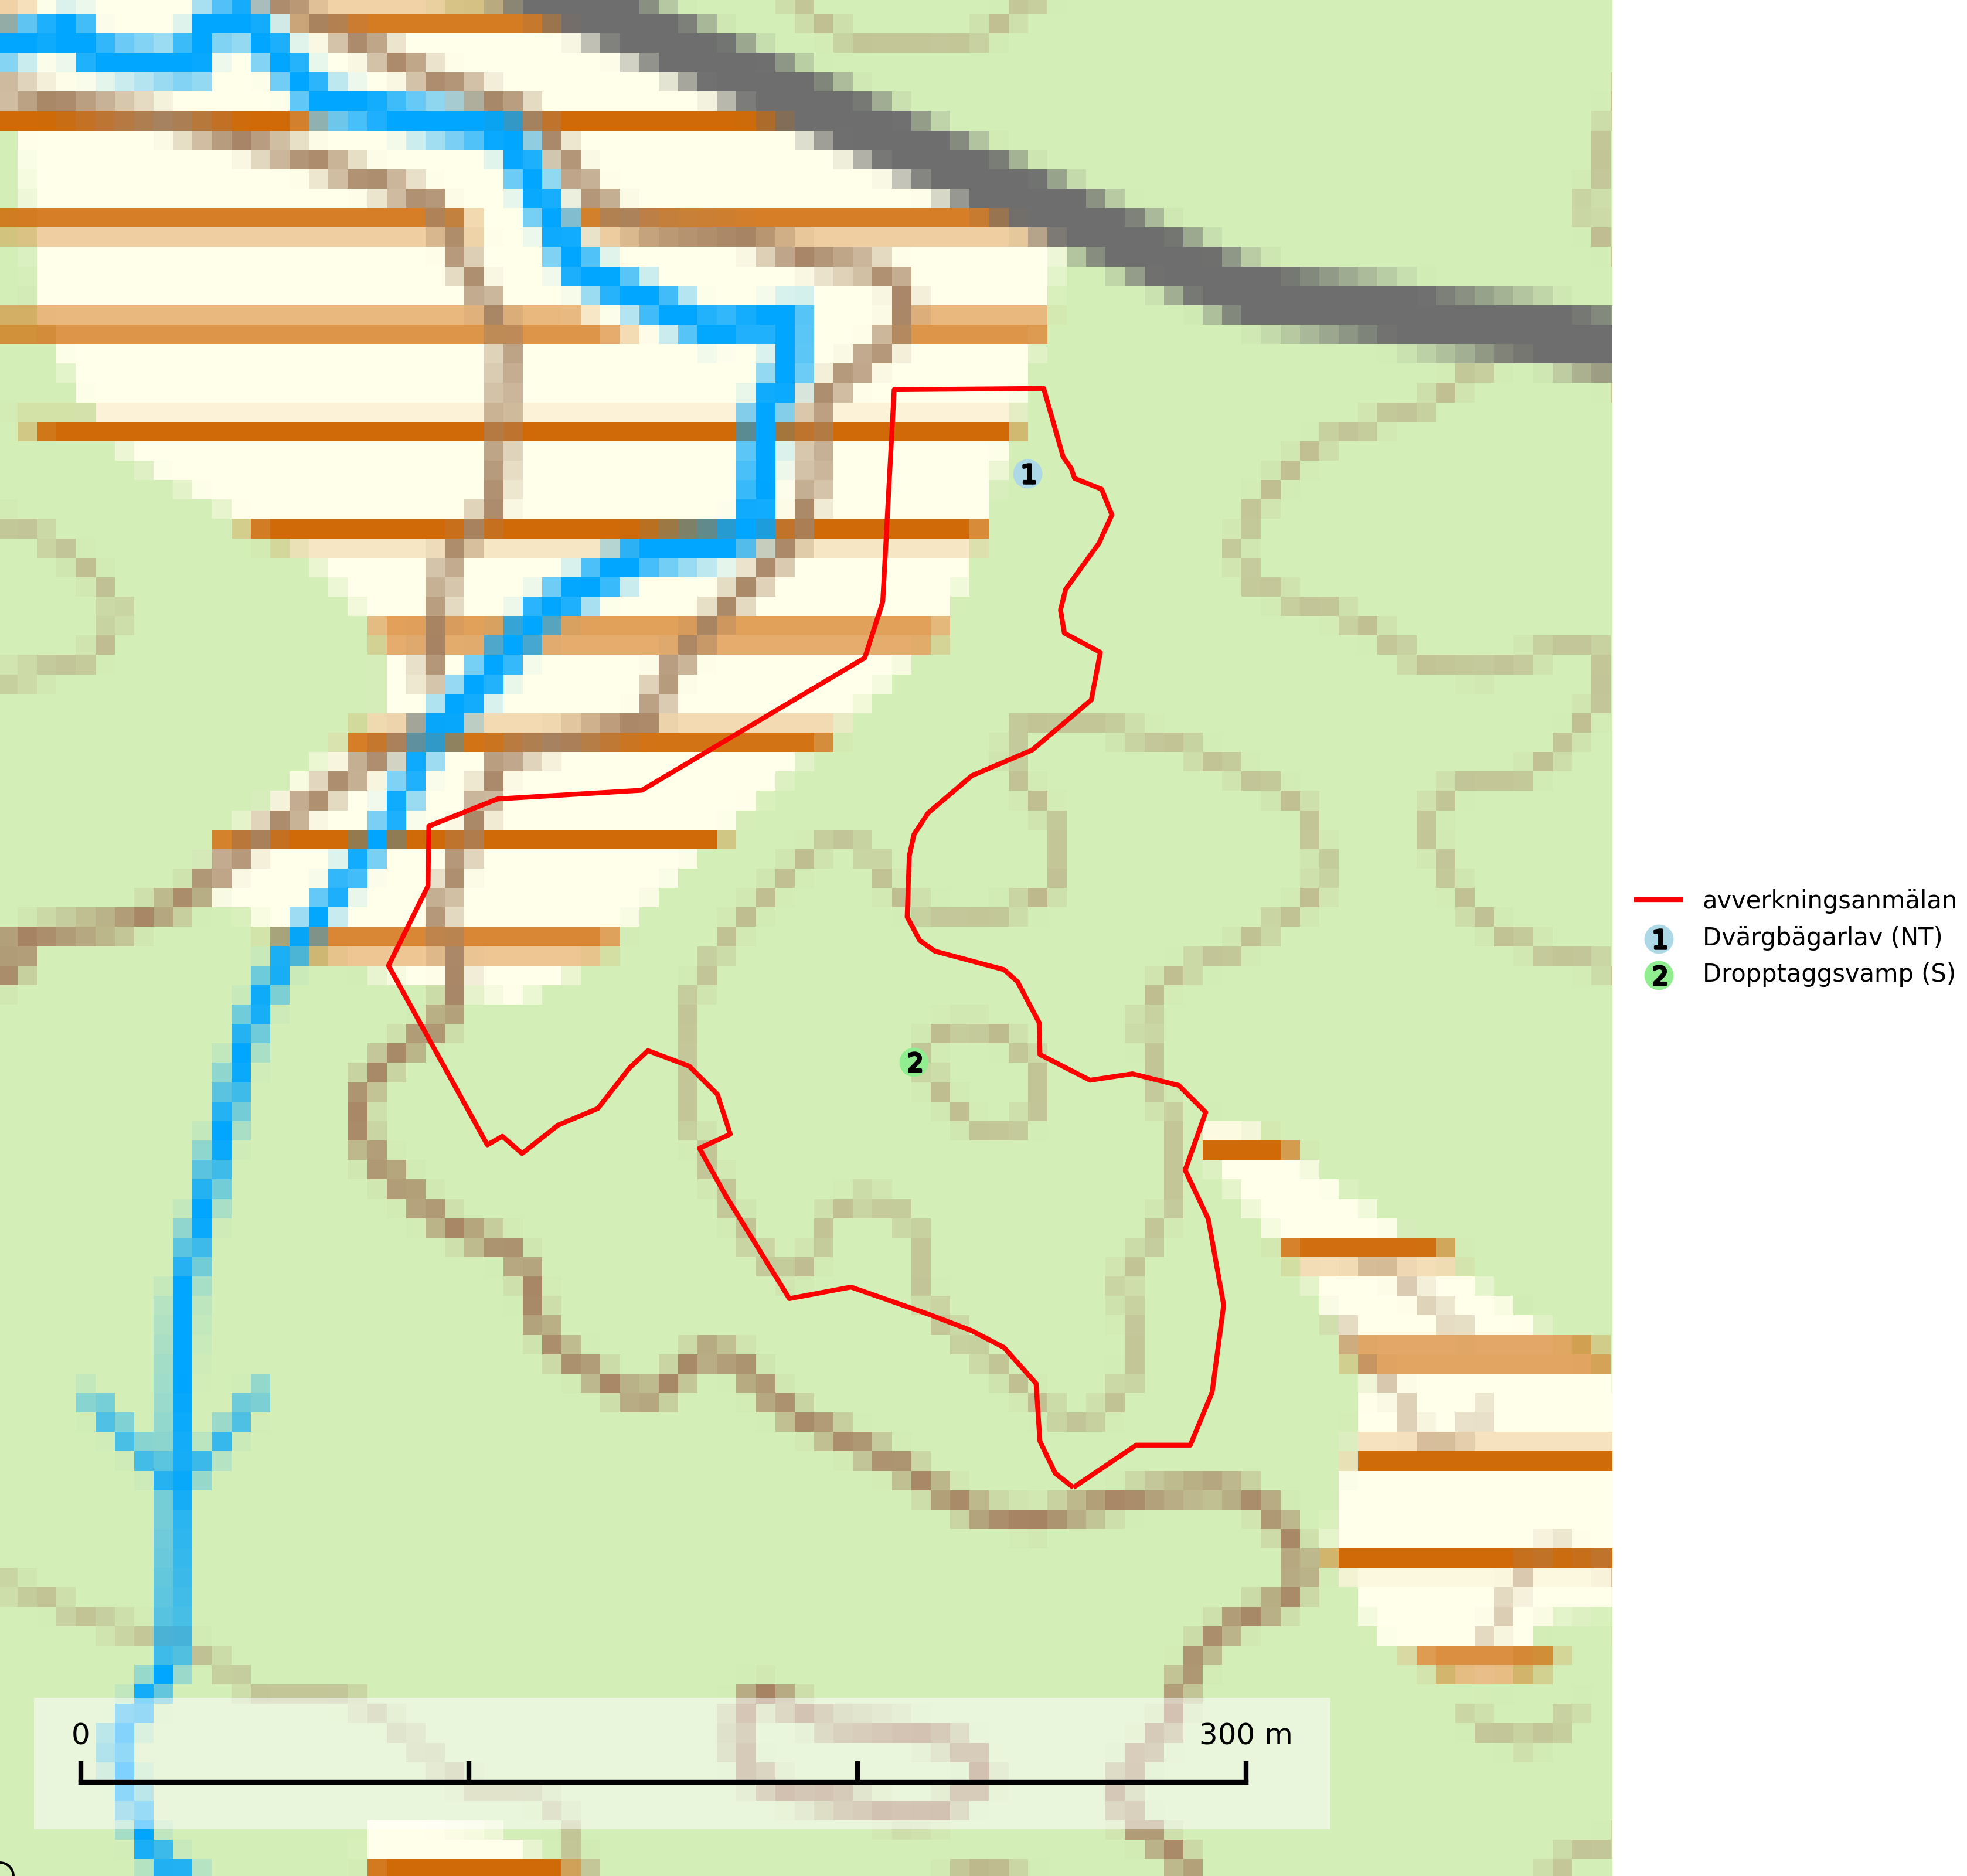 1
avverkningsanmälan
1 Dvärgbägarlav (NT)
2 Dropptaggsvamp (S)
2
0 300 m